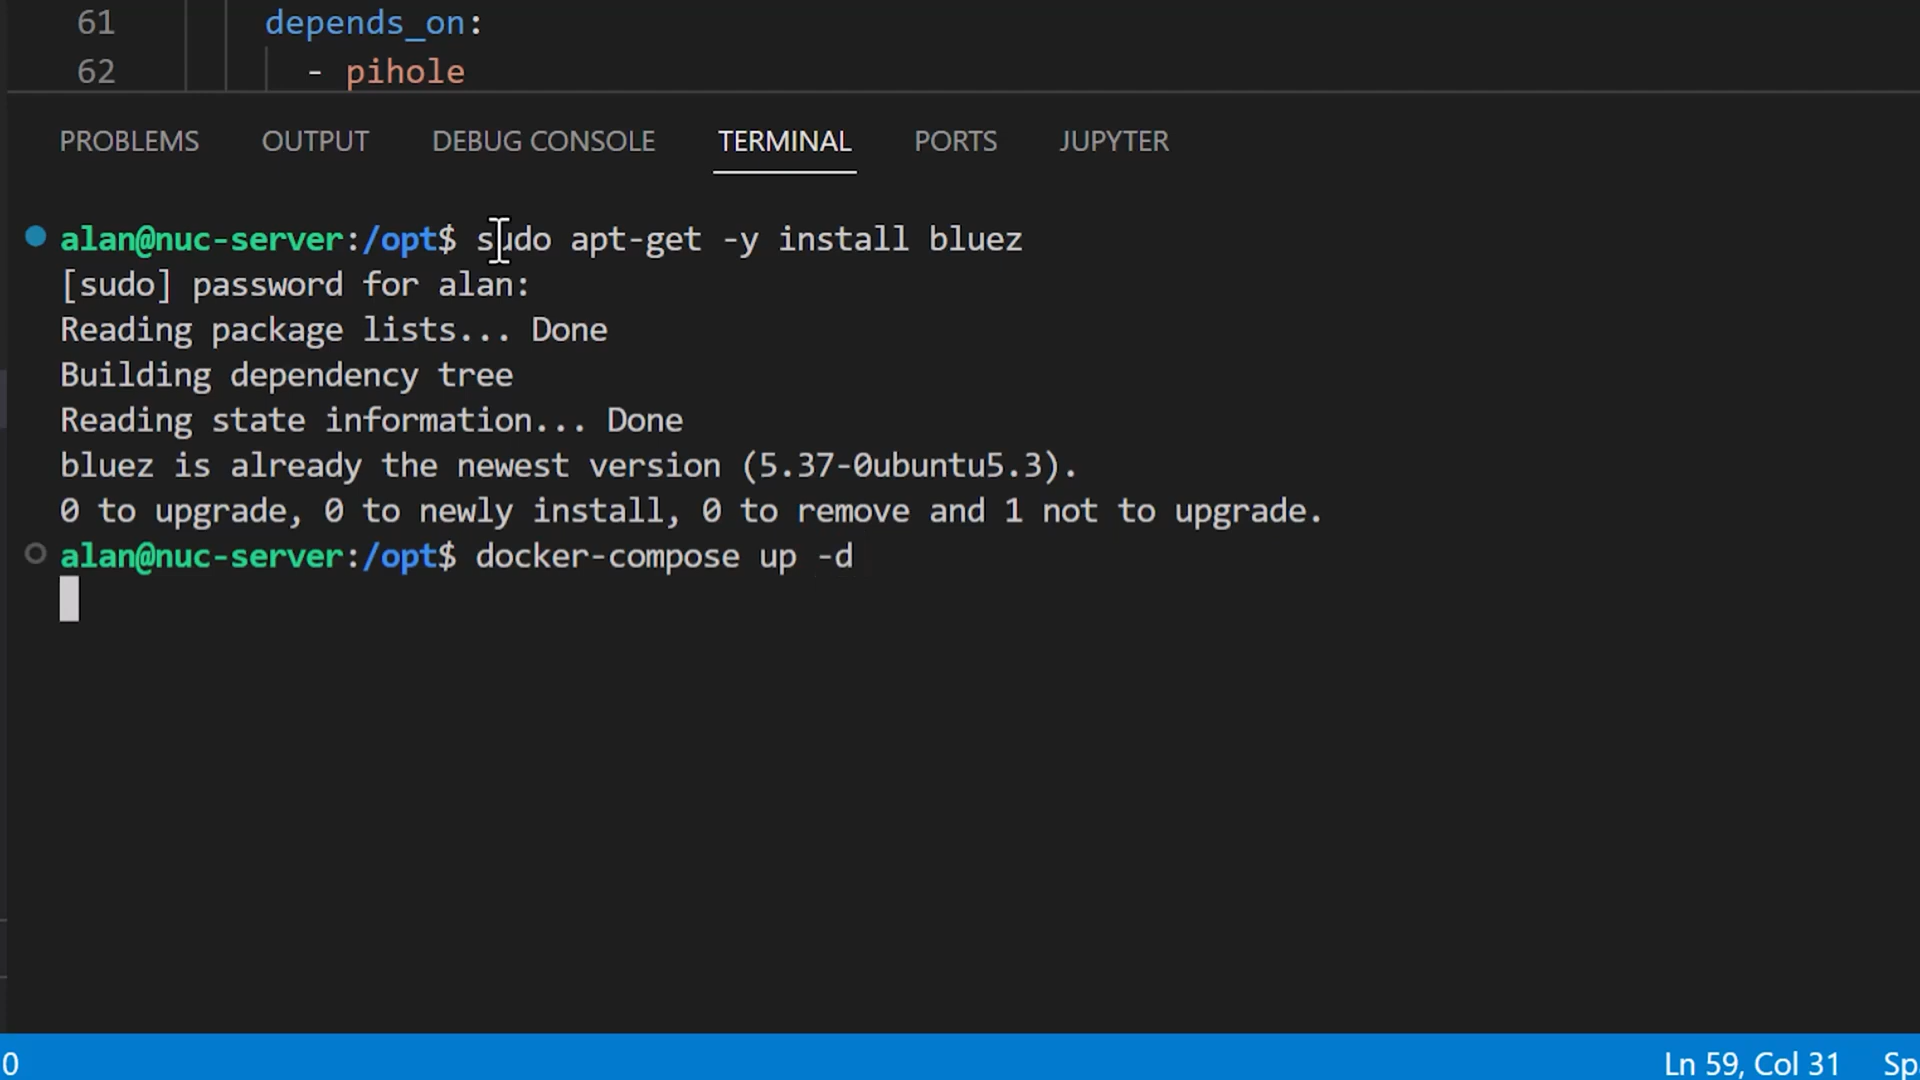 61 depends_on:
62 - pihole
PROBLEMS OUTPUT DEBUG CONSOLE TERMINAL PORTS JUPYTER
alan@nuc-server:/opt$ sudo apt-get -y install bluez
[sudo] password for alan:
Reading package lists... Done
Building dependency tree
Reading state information... Done
bluez is already the newest version (5.37-0ubuntu5.3).
0 to upgrade, 0 to newly install, 0 to remove and 1 not to upgrade.
alan@nuc-server:/opt$ docker-compose up -d
0 Ln 59, Col 31 Sp